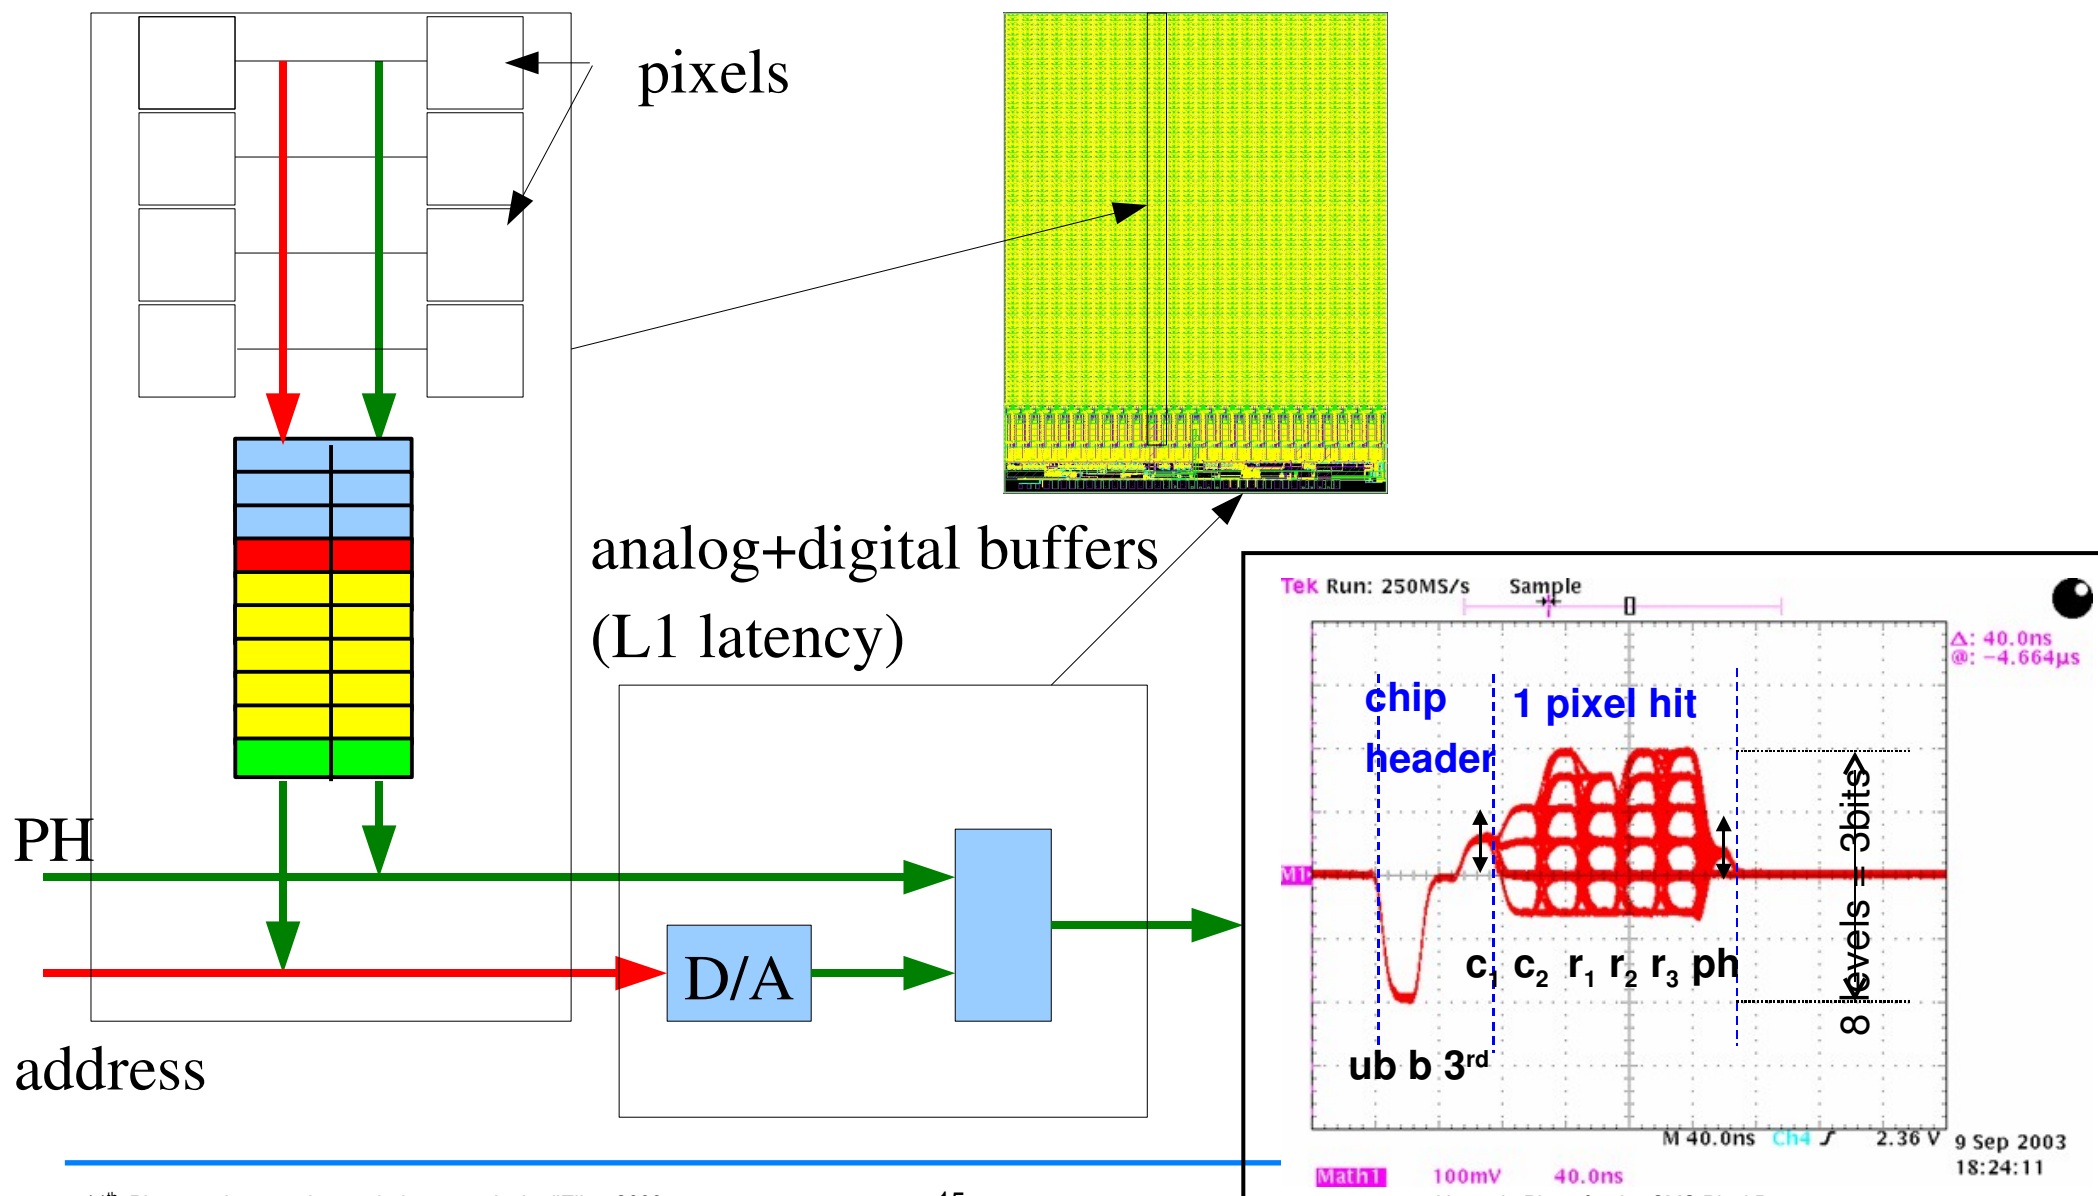 pixels
analog+digital buffers
(L1 latency)
PH
D/A
address
Tek Run: 250MS/s Sample
Δ: 40.0ns
@: -4.664µs
chip
header
1 pixel hit
8 levels = 3bits
M1
c1 c2 r1 r2 r3 ph
ub b 3rd
M 40.0ns Ch4 2.36 V
9 Sep 2003
18:24:11
Math1 100mV 40.0ns